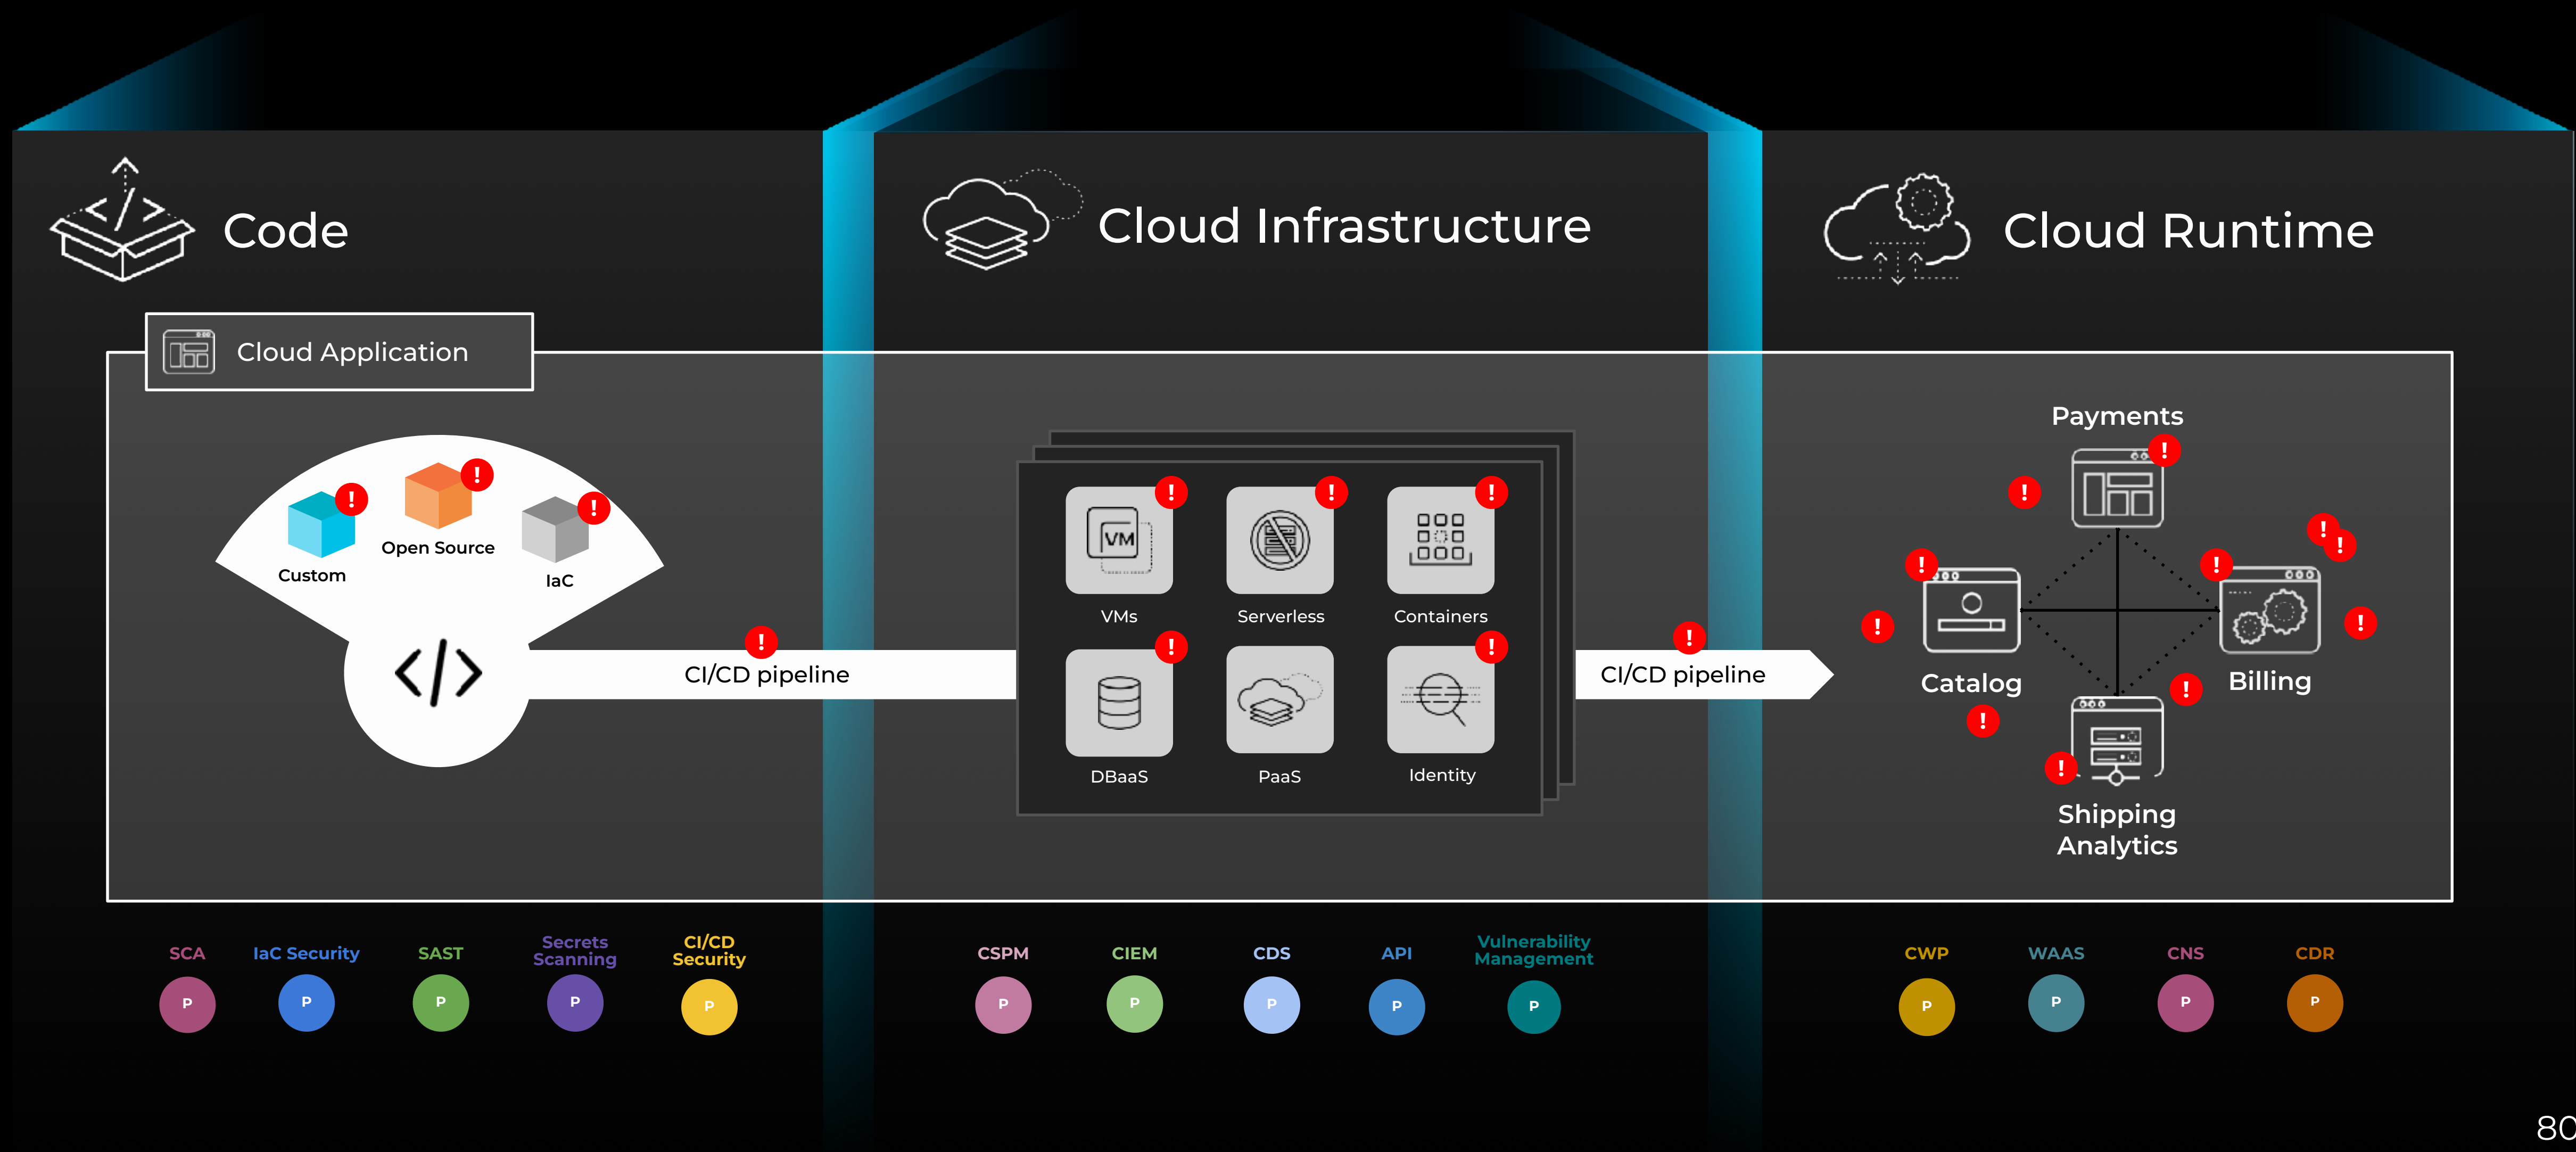 Code
Cloud Infrastructure
Cloud Runtime
Cloud Application
Custom
Open Source
IaC
CI/CD pipeline
VM
VMs
Serverless
Containers
DBaaS
PaaS
Identity
CI/CD pipeline
Payments
Catalog
Billing
Shipping
Analytics
SCA
IaC Security
SAST
Secrets
Scanning
CI/CD
Security
P
P
P
P
P
CSPM
CIEM
CDS
API
Vulnerability
Management
P
P
P
P
P
CWP
WAAS
CNS
CDR
P
P
P
P
80